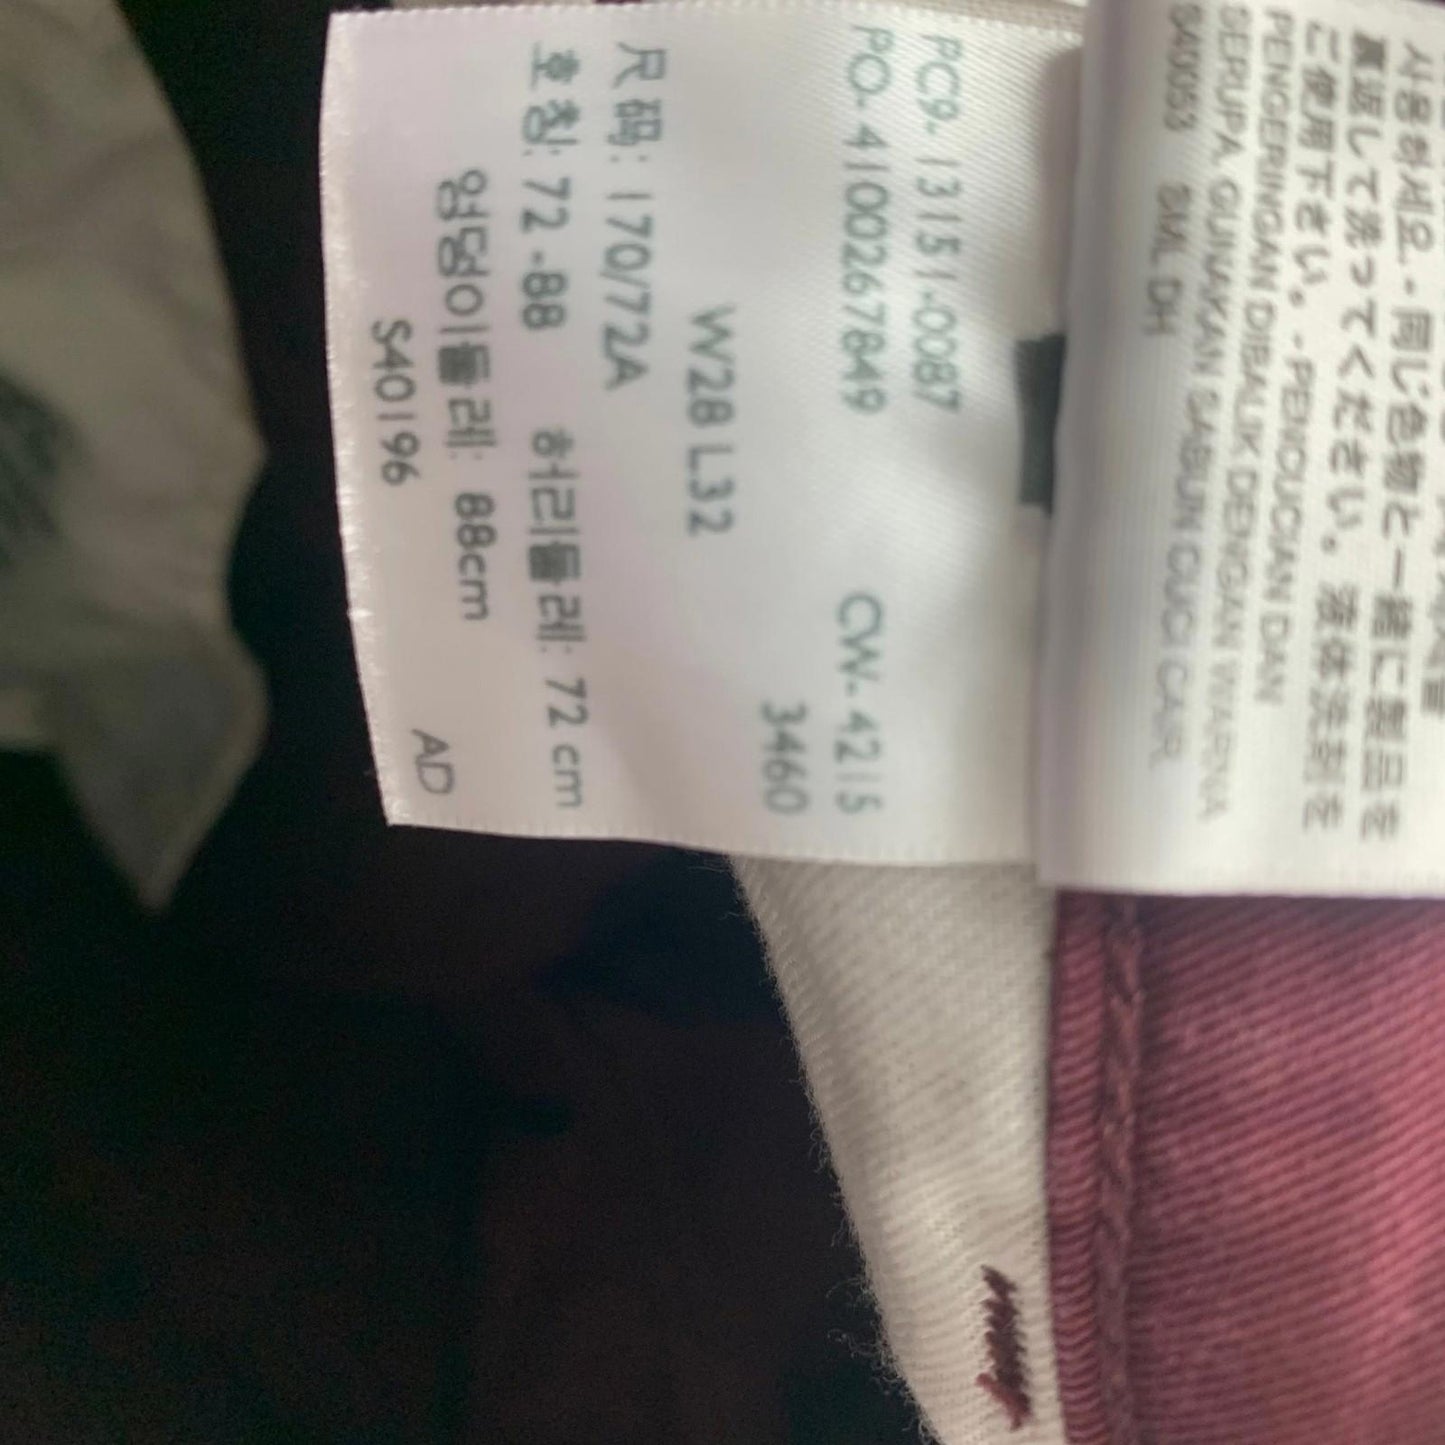 PC9-13151-0087
PO-4100267849 CW-4215
3460
W28 L32
尺码: 170/72A
호칭: 72-88 허리둘레: 72 cm
엉덩이둘레: 88cm
S40196 AD
사용하세요. - 同じ色物と一緒に製品を
裏返して洗ってください。液体洗剤を
ご使用下さい。 - PENCUCIAN DAN
PENGERINGAN DIBALIK DENGAN WARNA
SERUPA, GUNAKAN SABUN CUCI CAIR.